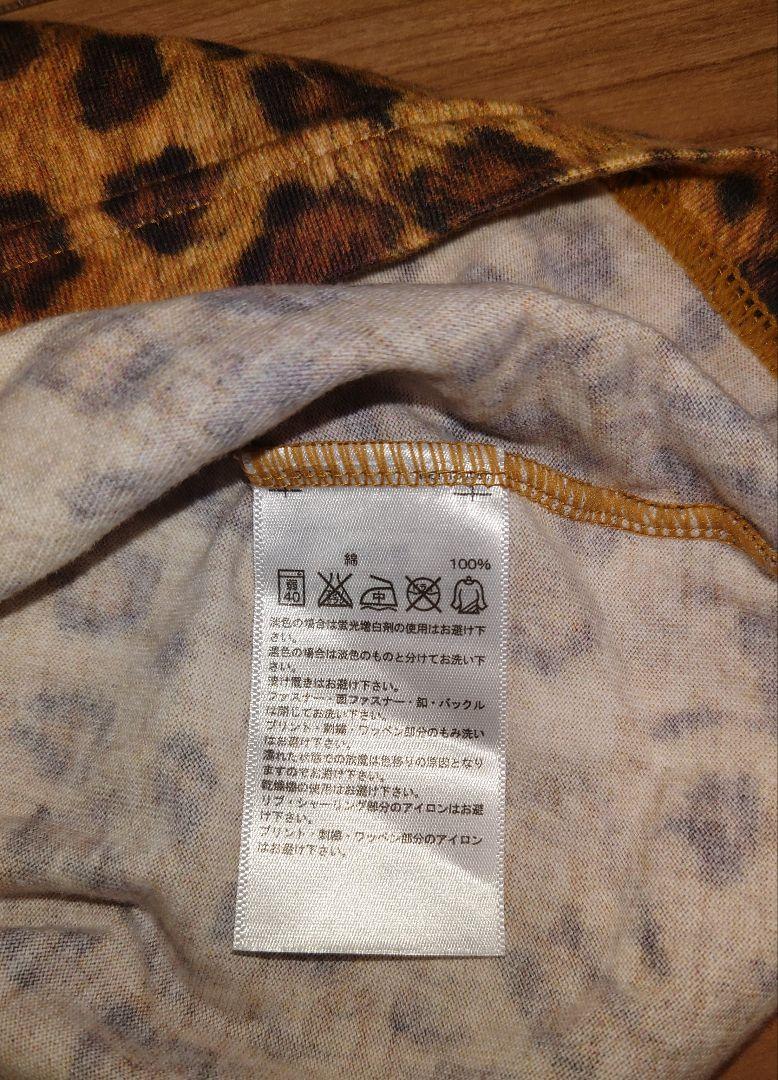 綿 100%
弱 40 中
淡色の場合は蛍光増白剤の使用はお避け下
さい。
濃色の場合は淡色のものと分けてお洗い下
さい。
漬け置きはお避け下さい。
ファスナー・面ファスナー・釦・バックル
は閉じてお洗い下さい。
プリント・刺繍・ワッペン部分のもみ洗い
はお避け下さい。
濡れた状態での放置は色移りの原因となり
ますのでお避け下さい。
乾燥機の使用はお避け下さい。
リブ・シャーリング部分のアイロンはお避
け下さい。
プリント・刺繍・ワッペン部分のアイロン
はお避け下さい。